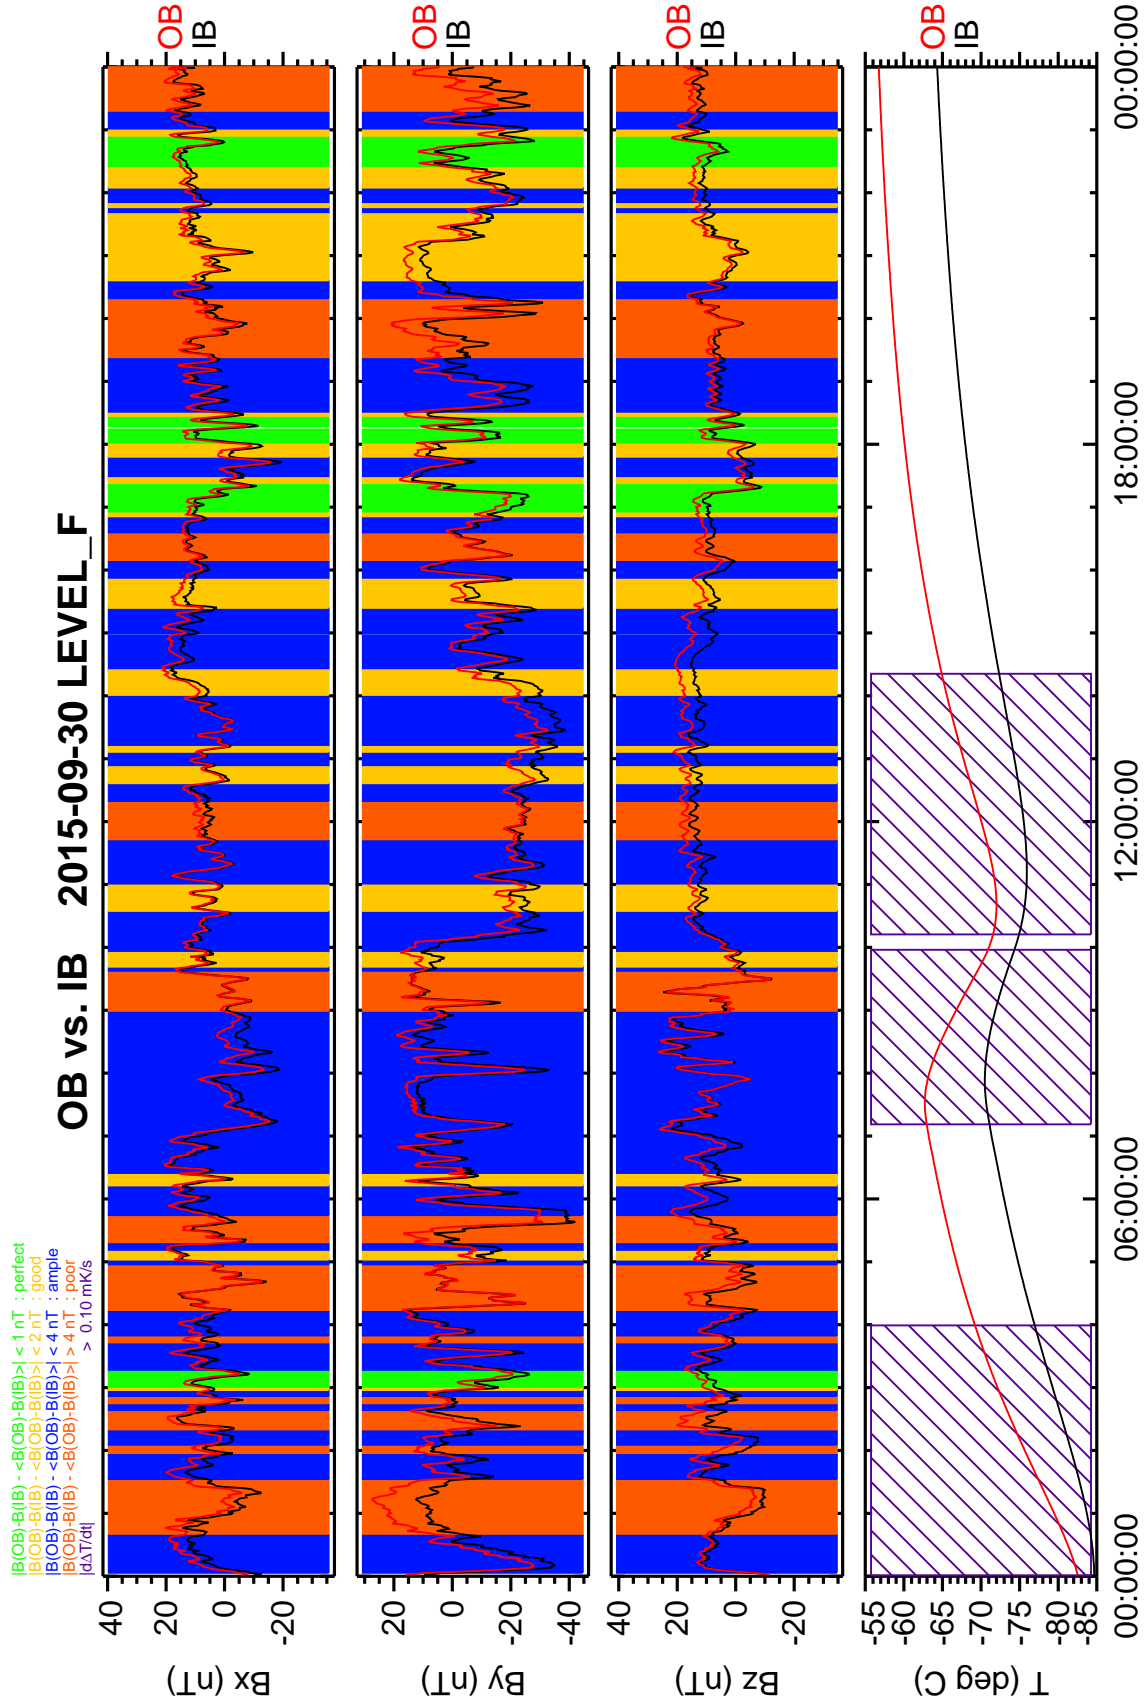 OB vs. IB 2015-09-30 LEVEL_F
|B(OB)-B(IB) - <B(OB)-B(IB)>| < 1 nT : perfect
|B(OB)-B(IB) - <B(OB)-B(IB)>| < 2 nT : good
|B(OB)-B(IB) - <B(OB)-B(IB)>| < 4 nT : ample
|B(OB)-B(IB) - <B(OB)-B(IB)>| > 4 nT : poor
|dΔT/dt| > 0.10 mK/s
Bx (nT)
40
20
0
-20
OB
IB
By (nT)
20
0
-20
-40
OB
IB
Bz (nT)
40
20
0
-20
OB
IB
T (deg C)
-55
-60
-65
-70
-75
-80
-85
OB
IB
00:00:00
06:00:00
12:00:00
18:00:00
00:00:00